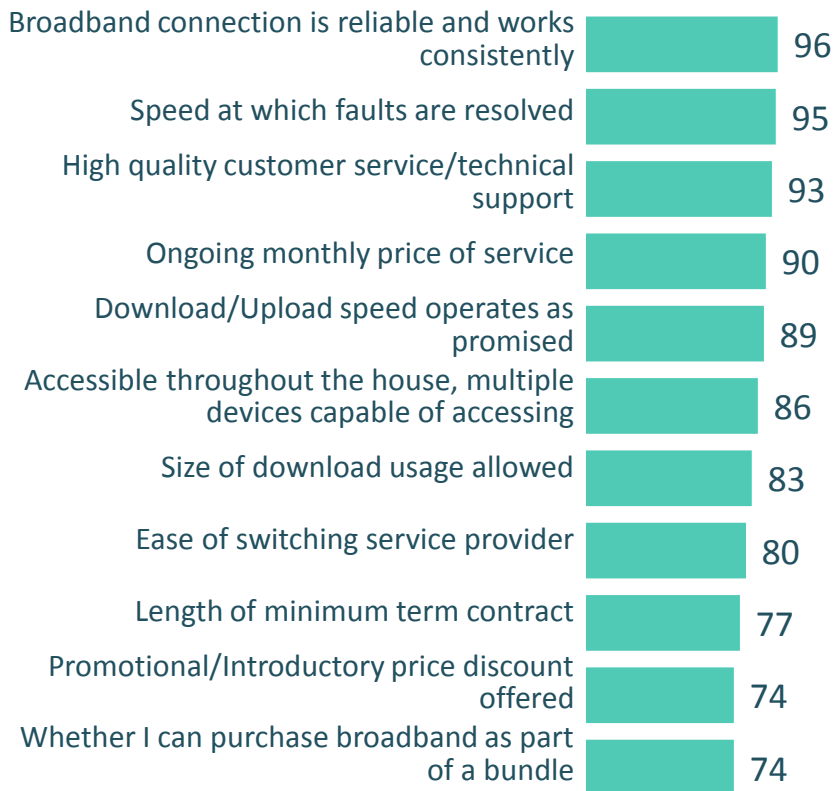 Broadband connection is reliable and works
consistently
96
Speed at which faults are resolved
95
High quality customer service/technical
support
93
Ongoing monthly price of service
90
Download/Upload speed operates as
promised
89
Accessible throughout the house, multiple
devices capable of accessing
86
Size of download usage allowed
83
Ease of switching service provider
80
Length of minimum term contract
77
Promotional/Introductory price discount
offered
74
Whether I can purchase broadband as part
of a bundle
74